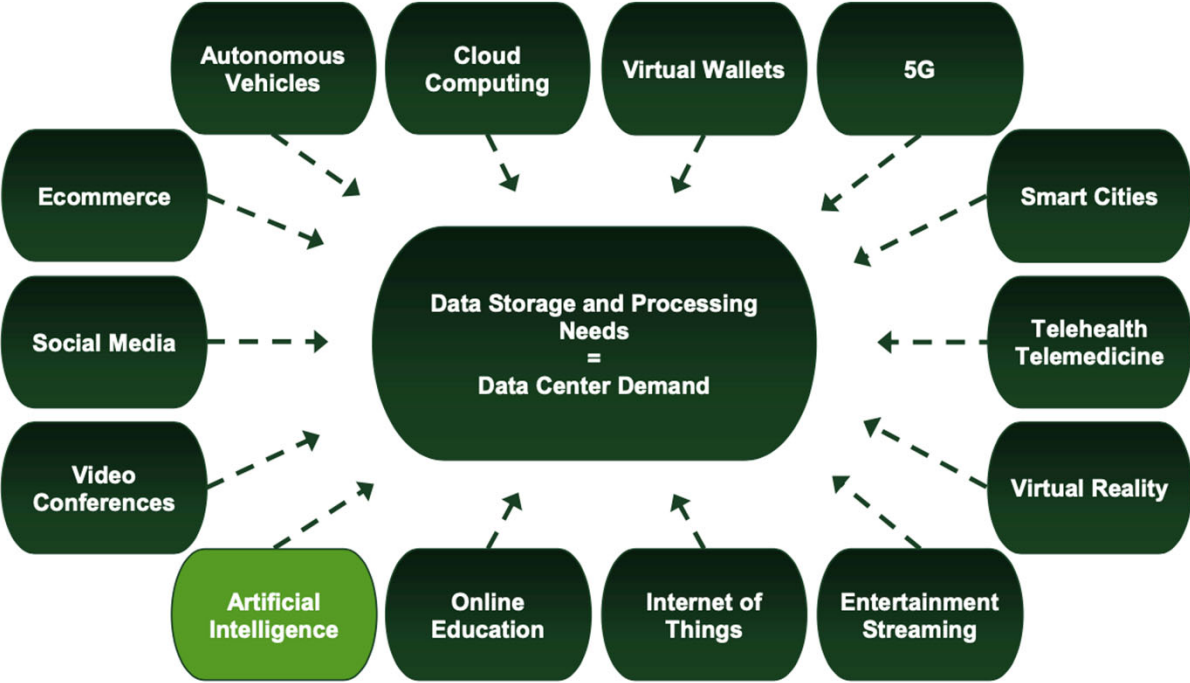 Autonomous
Vehicles
Cloud
Computing
Virtual Wallets
5G
Ecommerce
Smart Cities
Data Storage and Processing
Needs
=
Data Center Demand
Social Media
Telehealth
Telemedicine
Video
Conferences
Virtual Reality
Artificial
Intelligence
Online
Education
Internet of
Things
Entertainment
Streaming